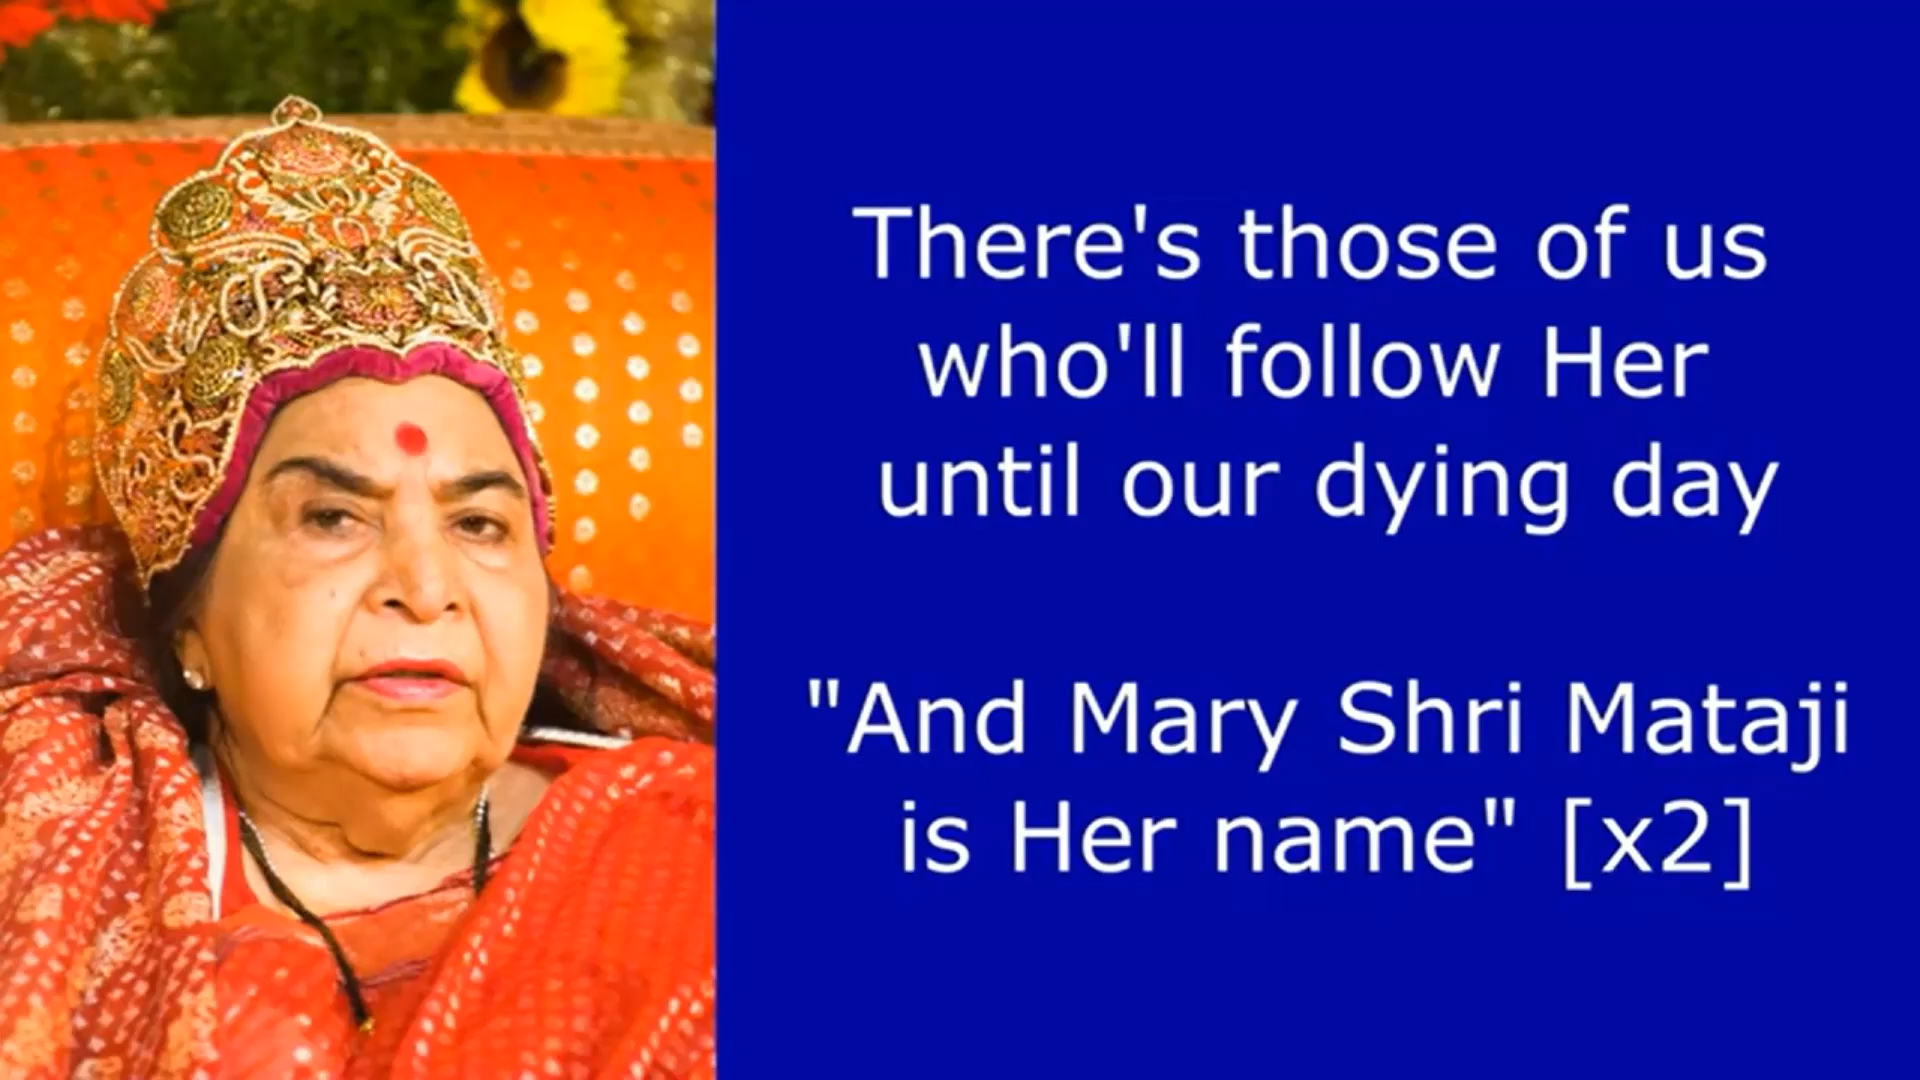 There's those of us
who'll follow Her
until our dying day
"And Mary Shri Mataji
is Her name" [x2]